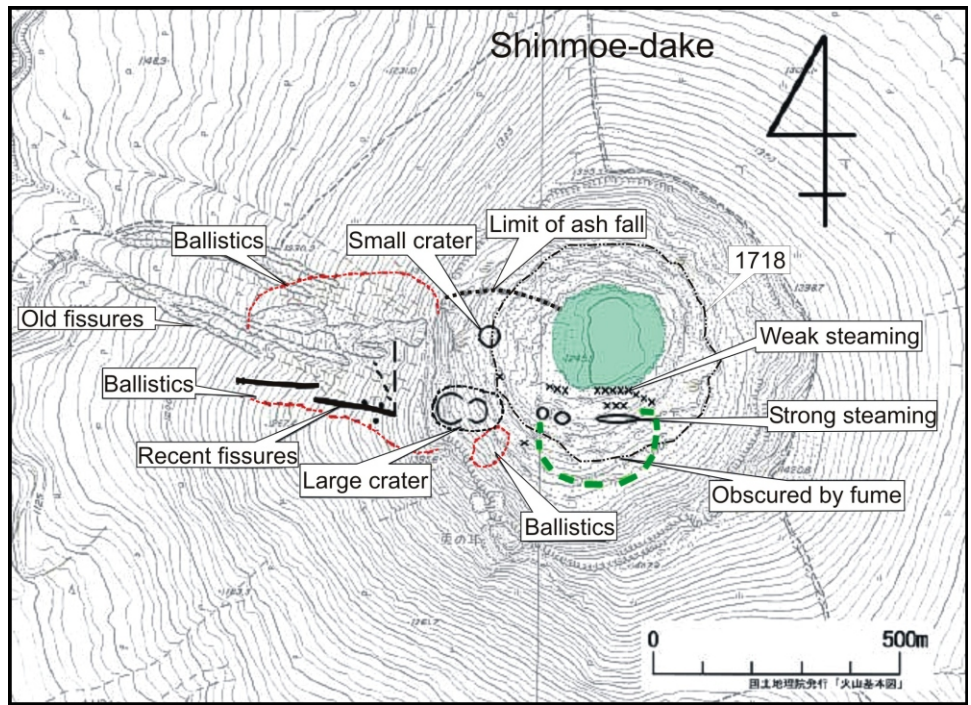 Shinmoe-dake
Ballistics
Small crater
Limit of ash fall
1718
Old fissures
Weak steaming
Ballistics
Strong steaming
Recent fissures
Large crater
Obscured by fume
Ballistics
0 500m
国土地理院発行「火山基本図」